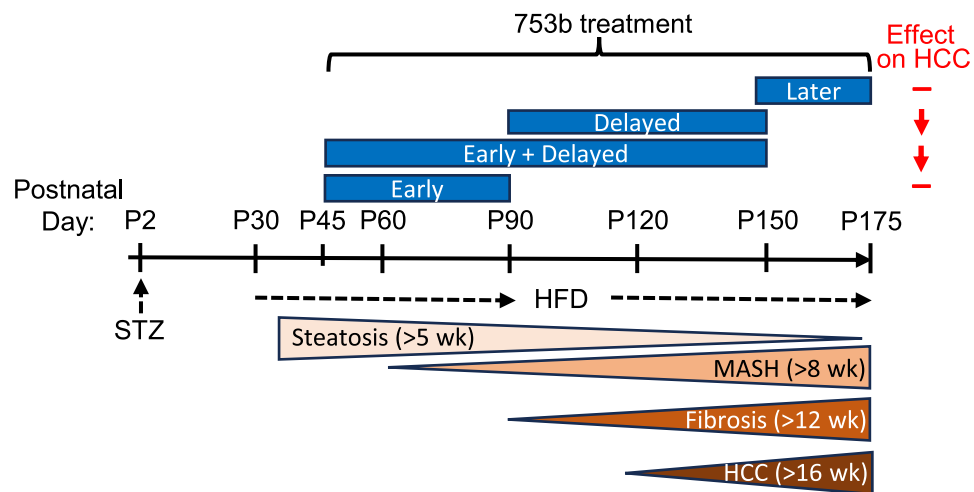 753b treatment
Effect
on HCC
Later
Delayed
Early + Delayed
Early
Postnatal
Day:
P2 P30 P45 P60 P90 P120 P150 P175
STZ
HFD
Steatosis (>5 wk)
MASH (>8 wk)
Fibrosis (>12 wk)
HCC (>16 wk)